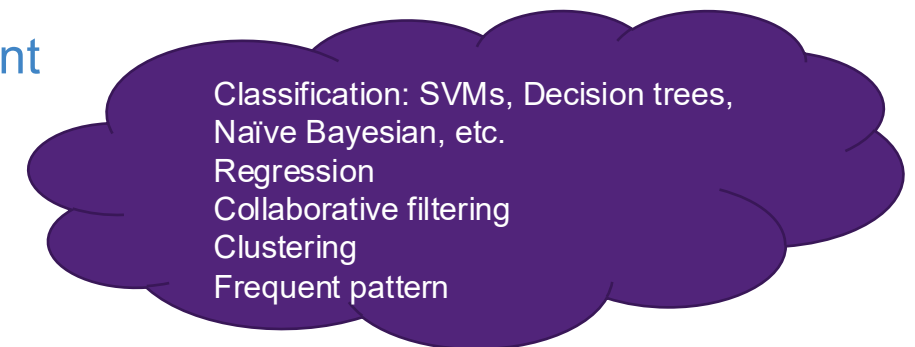 nt
Classification: SVMs, Decision trees,
Naïve Bayesian, etc.
Regression
Collaborative filtering
Clustering
Frequent pattern